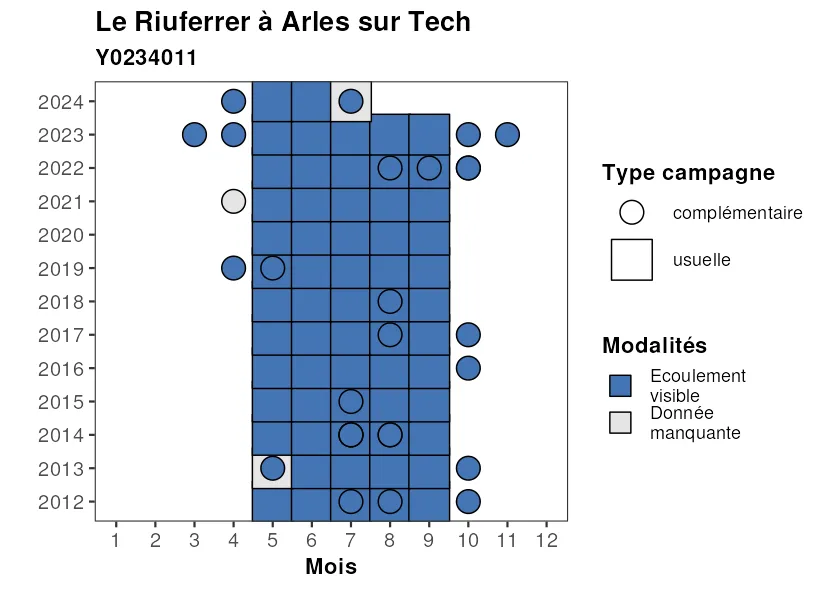 Le Riuferrer à Arles sur Tech
Y0234011
2024
2023
2022
2021
2020
2019
2018
2017
2016
2015
2014
2013
2012
1 2 3 4 5 6 7 8 9 10 11 12
Mois
Type campagne
complémentaire
usuelle
Modalités
Ecoulement
visible
Donnée
manquante